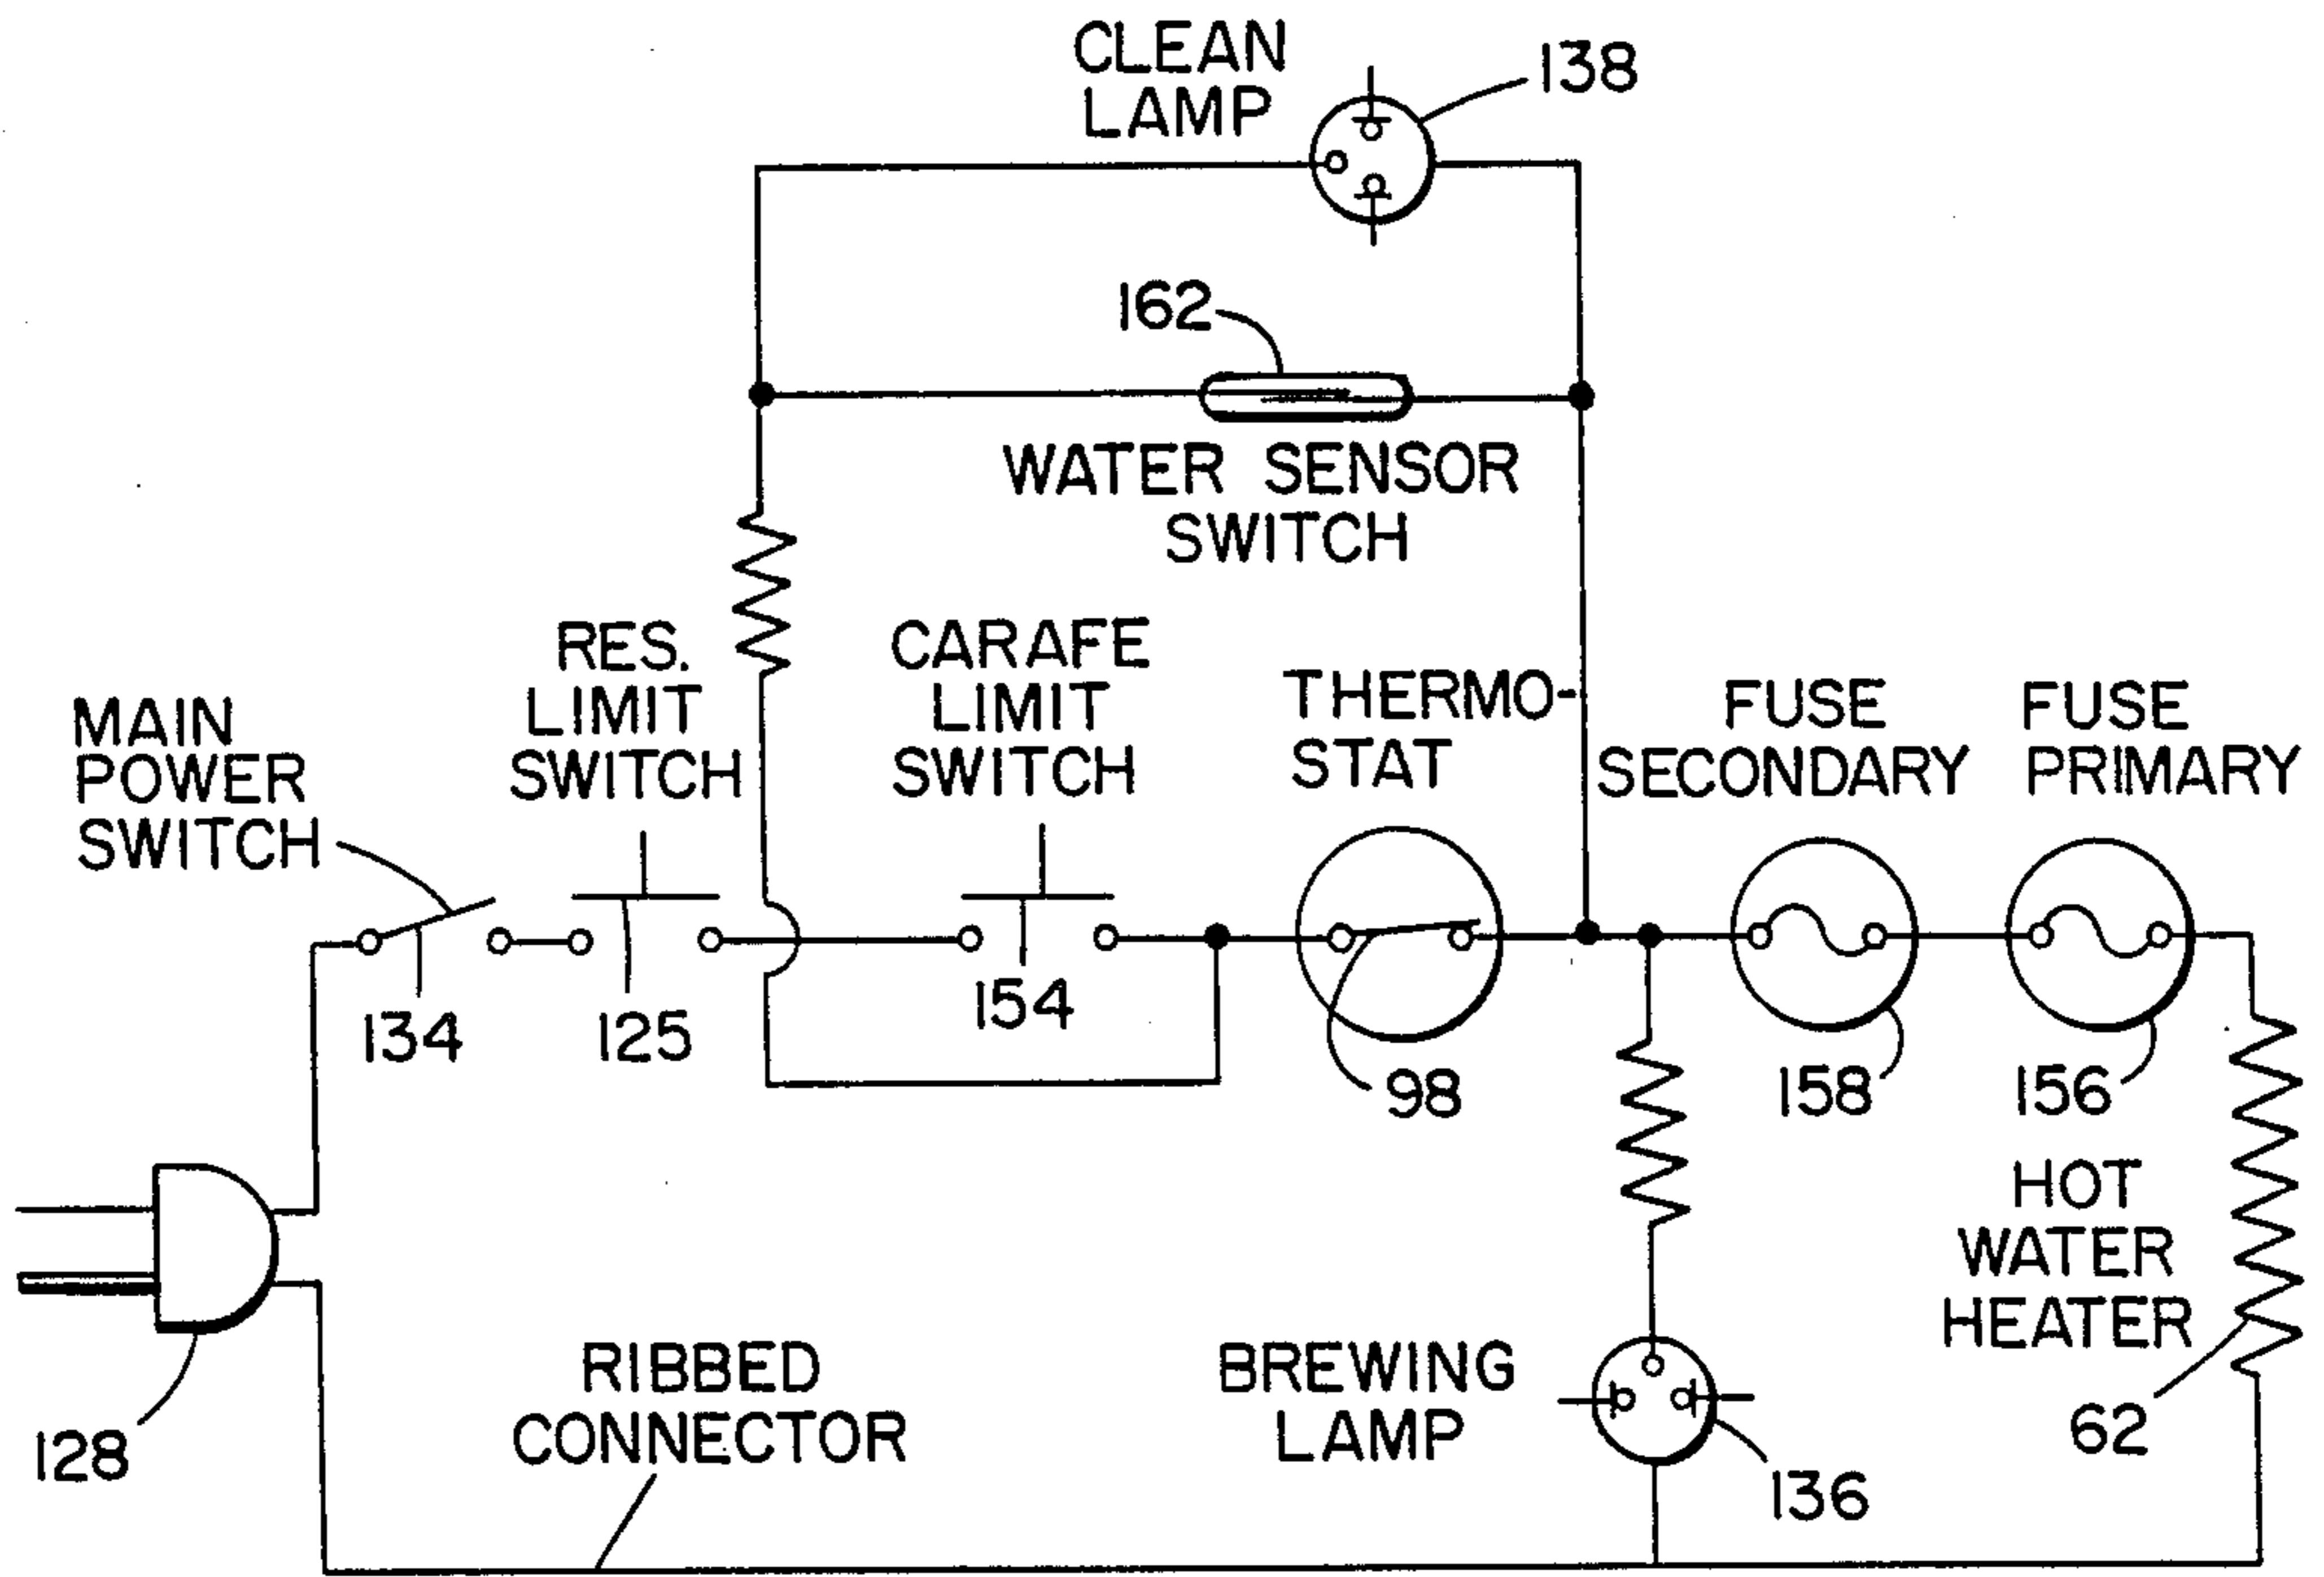 CLEAN
LAMP
138
162
WATER SENSOR
SWITCH
RES.
LIMIT
SWITCH
CARAFE
LIMIT
SWITCH
THERMO-
STAT
FUSE
SECONDARY
FUSE
PRIMARY
MAIN
POWER
SWITCH
134
125
154
98
158
156
HOT
WATER
HEATER
62
128
RIBBED
CONNECTOR
BREWING
LAMP
136